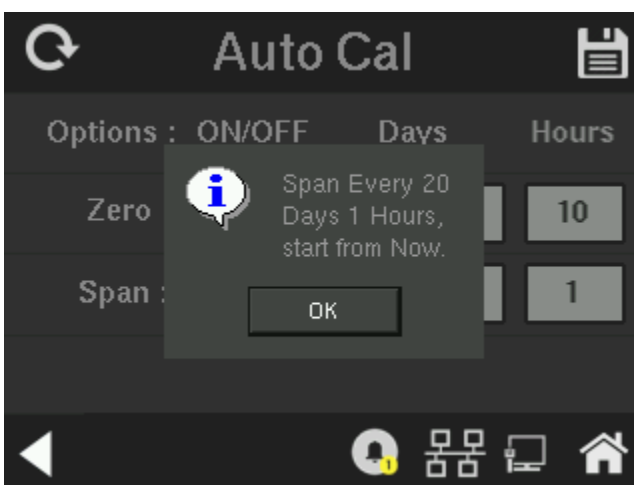 Auto Cal
Options : ON/OFF Days Hours
Span Every 20
Days 1 Hours,
start from Now.
Zero 10
Span : 1
OK
1